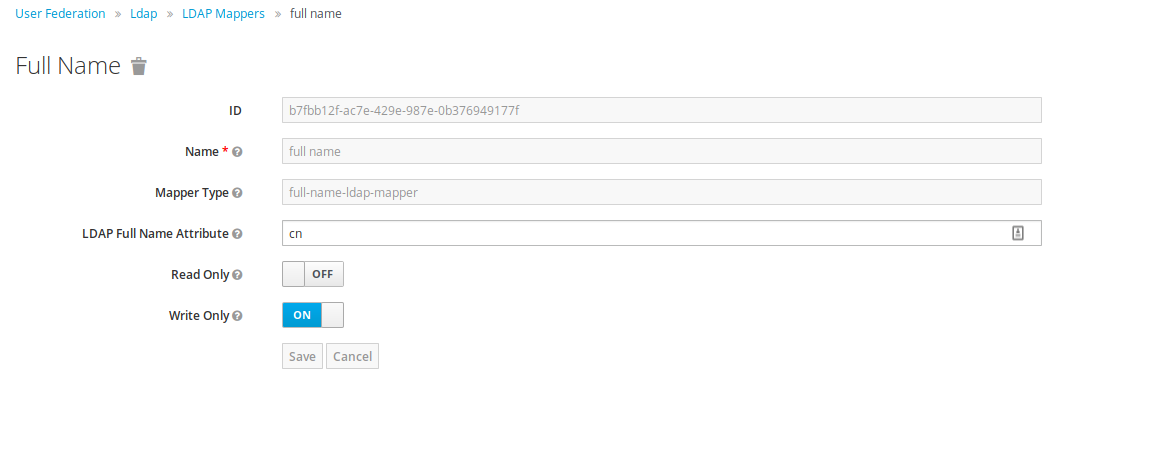 User Federation » Ldap » LDAP Mappers » full name
Full Name
ID b7fbb12f-ac7e-429e-987e-0b376949177f
Name * full name
Mapper Type full-name-ldap-mapper
LDAP Full Name Attribute cn
Read Only OFF
Write Only ON
Save Cancel